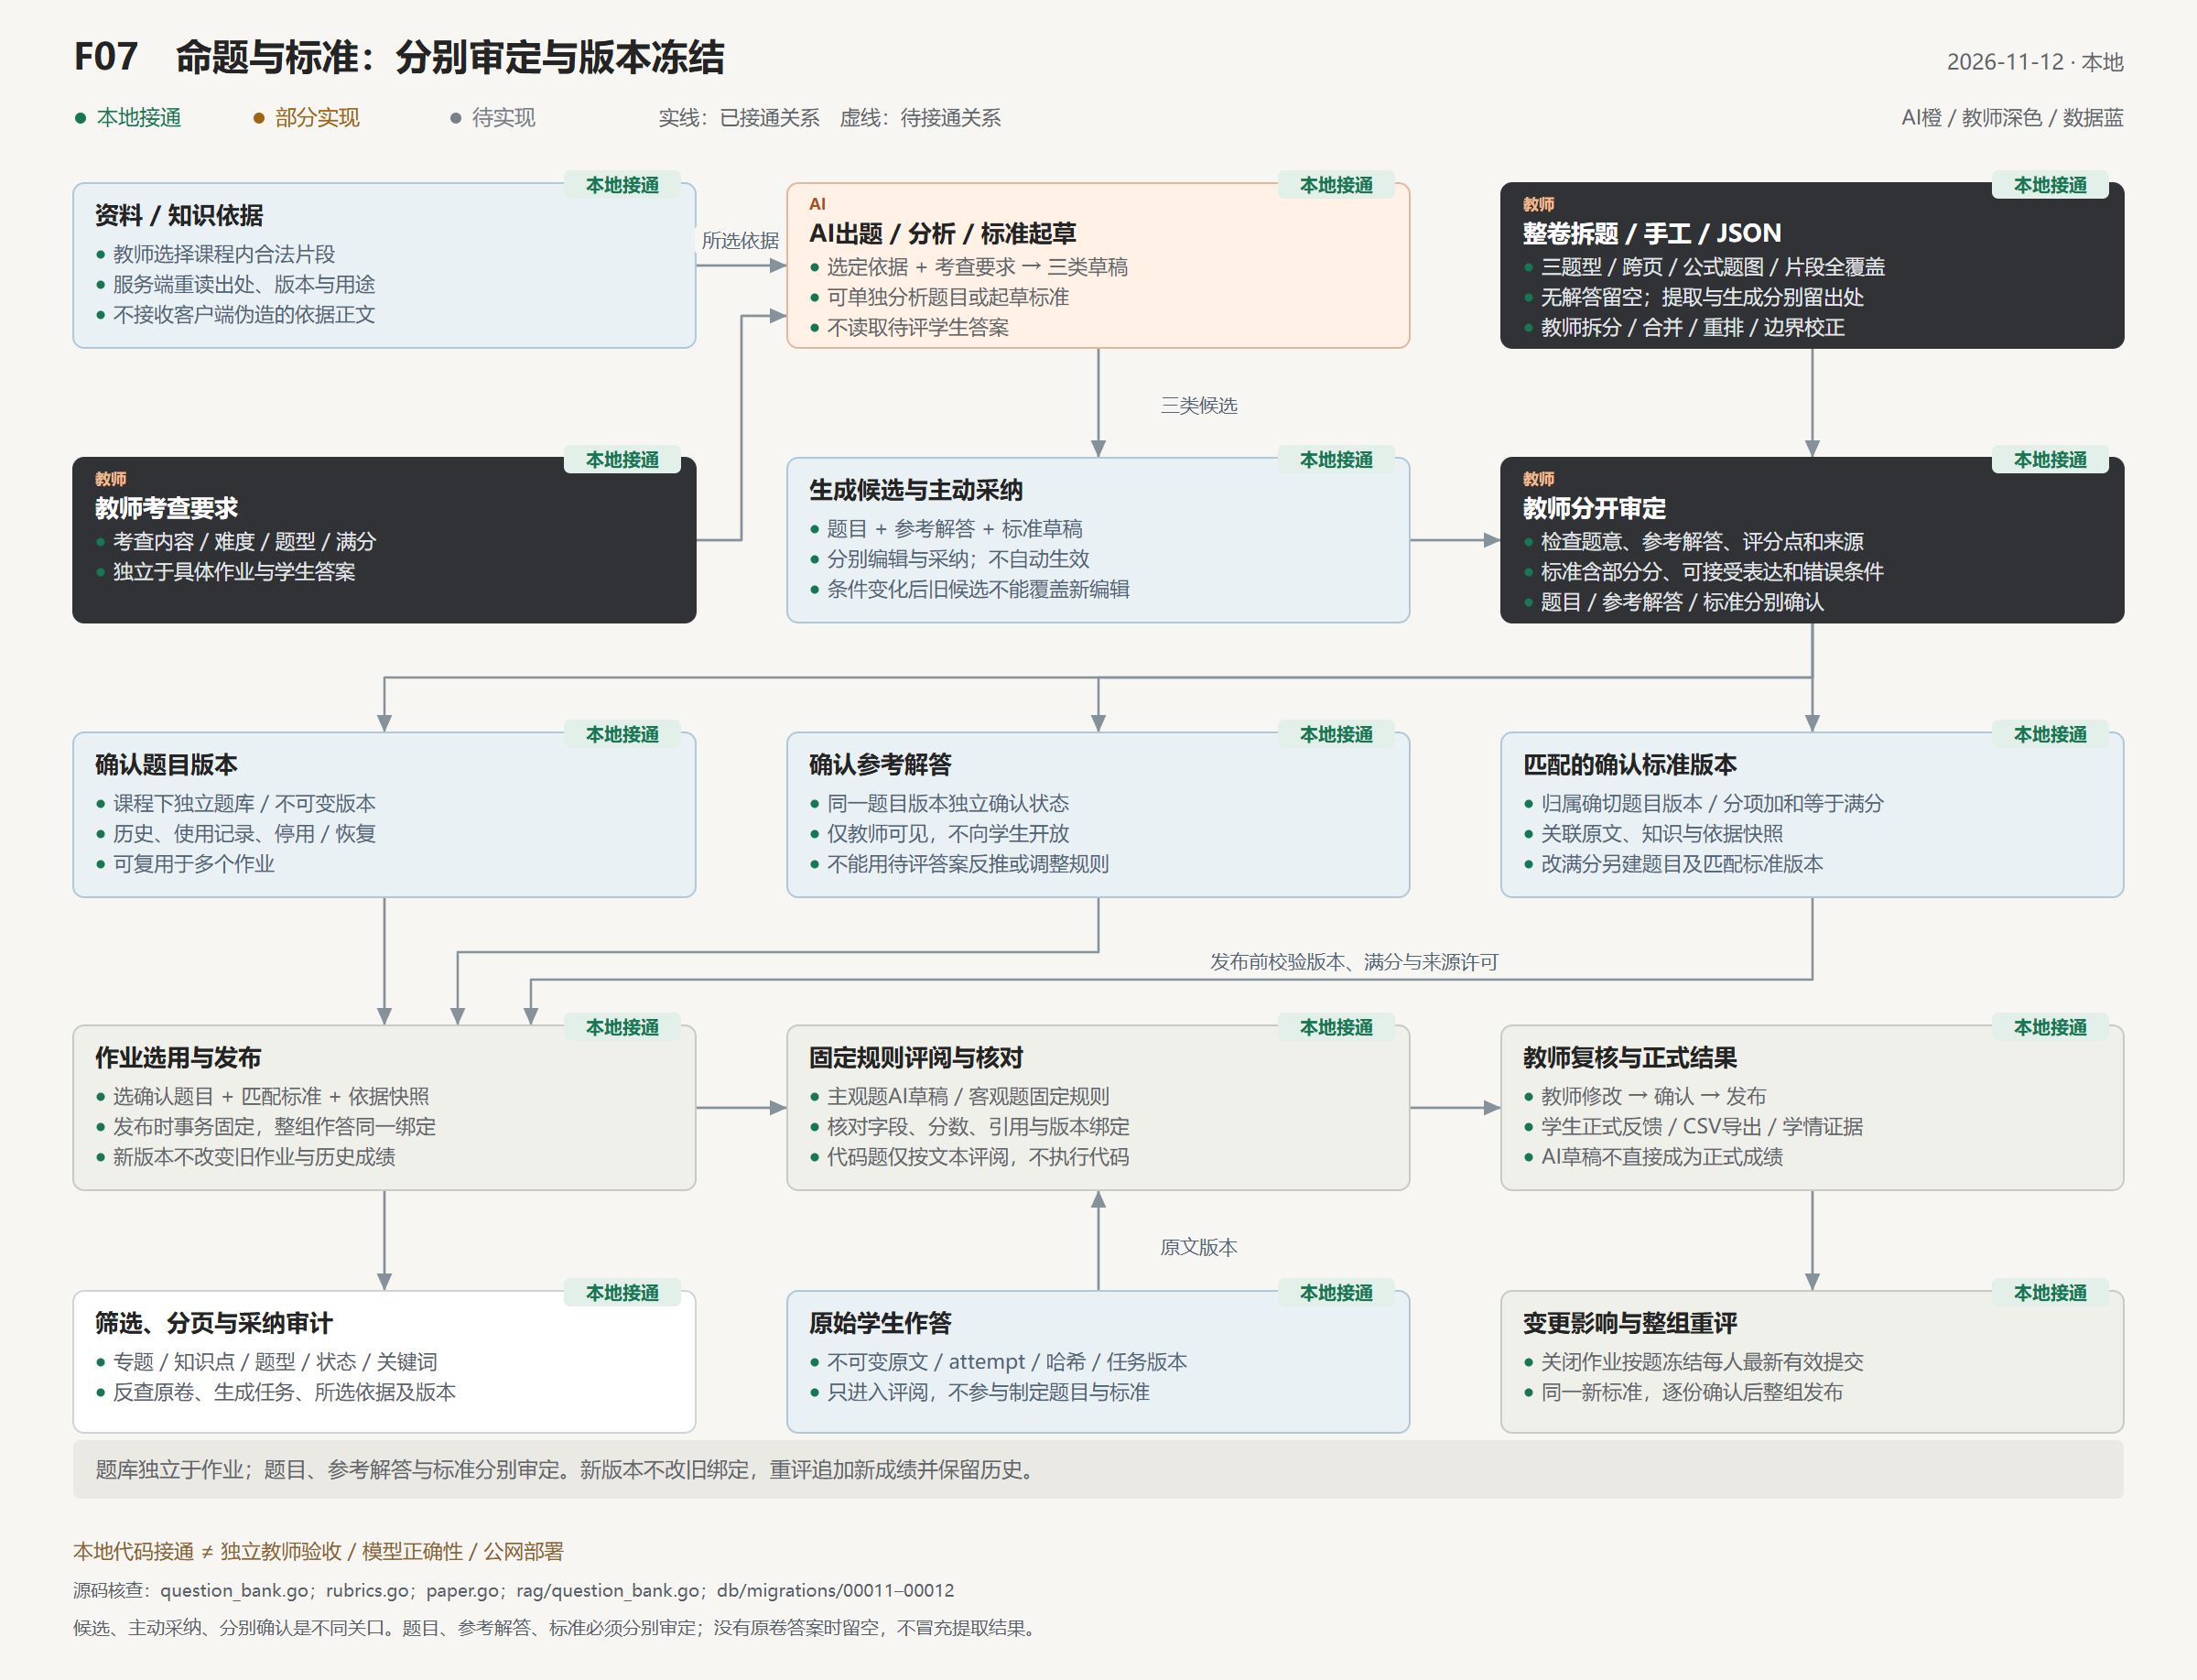 F07 命题与标准：分别审定与版本冻结
2026-11-12 · 本地
本地接通
部分实现
待实现
实线：已接通关系 虚线：待接通关系
AI橙 / 教师深色 / 数据蓝
本地接通
资料 / 知识依据
教师选择课程内合法片段
服务端重读出处、版本与用途
不接收客户端伪造的依据正文
所选依据
本地接通
AI
AI出题 / 分析 / 标准起草
选定依据 + 考查要求 → 三类草稿
可单独分析题目或起草标准
不读取待评学生答案
本地接通
教师
整卷拆题 / 手工 / JSON
三题型 / 跨页 / 公式题图 / 片段全覆盖
无解答留空；提取与生成分别留出处
教师拆分 / 合并 / 重排 / 边界校正
三类候选
本地接通
教师
教师考查要求
考查内容 / 难度 / 题型 / 满分
独立于具体作业与学生答案
本地接通
生成候选与主动采纳
题目 + 参考解答 + 标准草稿
分别编辑与采纳；不自动生效
条件变化后旧候选不能覆盖新编辑
本地接通
教师
教师分开审定
检查题意、参考解答、评分点和来源
标准含部分分、可接受表达和错误条件
题目 / 参考解答 / 标准分别确认
本地接通
确认题目版本
课程下独立题库 / 不可变版本
历史、使用记录、停用 / 恢复
可复用于多个作业
本地接通
确认参考解答
同一题目版本独立确认状态
仅教师可见，不向学生开放
不能用待评答案反推或调整规则
本地接通
匹配的确认标准版本
归属确切题目版本 / 分项加和等于满分
关联原文、知识与依据快照
改满分另建题目及匹配标准版本
发布前校验版本、满分与来源许可
本地接通
作业选用与发布
选确认题目 + 匹配标准 + 依据快照
发布时事务固定，整组作答同一绑定
新版本不改变旧作业与历史成绩
本地接通
固定规则评阅与核对
主观题AI草稿 / 客观题固定规则
核对字段、分数、引用与版本绑定
代码题仅按文本评阅，不执行代码
本地接通
教师复核与正式结果
教师修改 → 确认 → 发布
学生正式反馈 / CSV导出 / 学情证据
AI草稿不直接成为正式成绩
原文版本
本地接通
筛选、分页与采纳审计
专题 / 知识点 / 题型 / 状态 / 关键词
反查原卷、生成任务、所选依据及版本
本地接通
原始学生作答
不可变原文 / attempt / 哈希 / 任务版本
只进入评阅，不参与制定题目与标准
本地接通
变更影响与整组重评
关闭作业按题冻结每人最新有效提交
同一新标准，逐份确认后整组发布
题库独立于作业；题目、参考解答与标准分别审定。新版本不改旧绑定，重评追加新成绩并保留历史。
本地代码接通 ≠ 独立教师验收 / 模型正确性 / 公网部署
源码核查：question_bank.go；rubrics.go；paper.go；rag/question_bank.go；db/migrations/00011–00012
候选、主动采纳、分别确认是不同关口。题目、参考解答、标准必须分别审定；没有原卷答案时留空，不冒充提取结果。